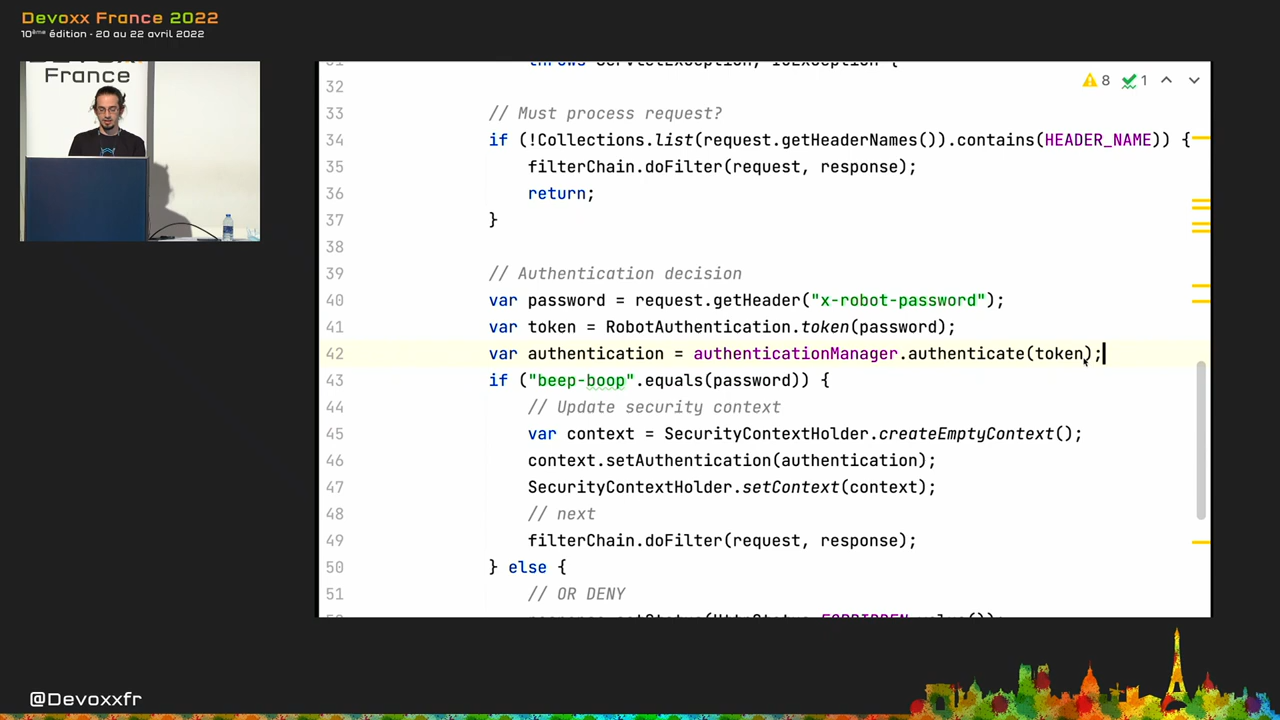 Devoxx France 2022
10ème édition - 20 au 22 avril 2022
France
8 1
32
33 // Must process request?
34 if (!Collections.list(request.getHeaderNames()).contains(HEADER_NAME)) {
35 filterChain.doFilter(request, response);
36 return;
37 }
38
39 // Authentication decision
40 var password = request.getHeader("x-robot-password");
41 var token = RobotAuthentication.token(password);
42 var authentication = authenticationManager.authenticate(token);
43 if ("beep-boop".equals(password)) {
44 // Update security context
45 var context = SecurityContextHolder.createEmptyContext();
46 context.setAuthentication(authentication);
47 SecurityContextHolder.setContext(context);
48 // next
49 filterChain.doFilter(request, response);
50 } else {
51 // OR DENY
@Devoxxfr